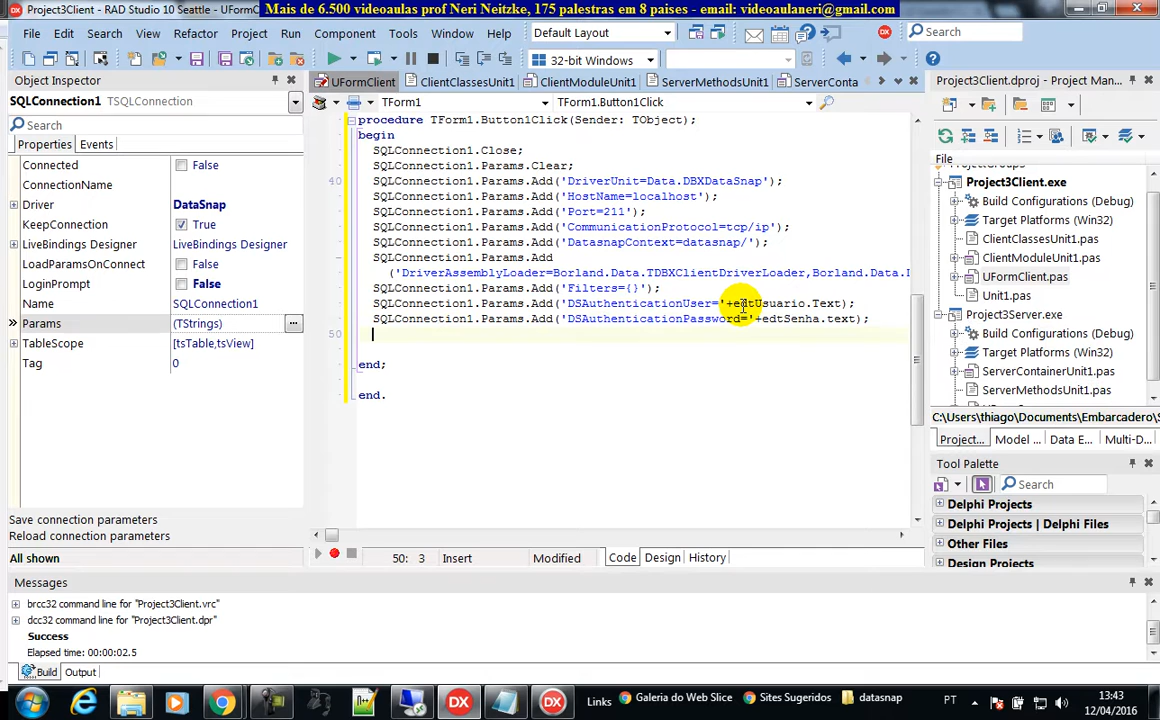 Project3Client - RAD Studio 10 Seattle - UFormC
Mais de 6.500 videoaulas prof Neri Neitzke, 175 palestras em 8 paises - email: videoaulaneri@gmail.com
File Edit Search View Refactor Project Run Component Tools Window Help
Default Layout
Search
32-bit Windows
Object Inspector
SQLConnection1 TSQLConnection
Search
Properties Events
Connected False
ConnectionName
Driver DataSnap
KeepConnection True
LiveBindings Designer LiveBindings Designer
LoadParamsOnConnect False
LoginPrompt False
Name SQLConnection1
Params (TStrings) ...
TableScope [tsTable,tsView]
Tag 0
Save connection parameters
Reload connection parameters
All shown
UFormClient ClientClassesUnit1 ClientModuleUnit1 ServerMethodsUnit1 ServerConta
TForm1 TForm1.Button1Click
procedure TForm1.Button1Click(Sender: TObject);
begin
SQLConnection1.Close;
SQLConnection1.Params.Clear;
40 SQLConnection1.Params.Add('DriverUnit=Data.DBXDataSnap');
SQLConnection1.Params.Add('HostName=localhost');
SQLConnection1.Params.Add('Port=211');
SQLConnection1.Params.Add('CommunicationProtocol=tcp/ip');
SQLConnection1.Params.Add('DatasnapContext=datasnap/');
SQLConnection1.Params.Add
('DriverAssemblyLoader=Borland.Data.TDBXClientDriverLoader,Borland.Data.
SQLConnection1.Params.Add('Filters={}');
SQLConnection1.Params.Add('DSAuthenticationUser='+edtUsuario.Text);
SQLConnection1.Params.Add('DSAuthenticationPassword='+edtSenha.text);
50
end;
end.
50: 3 Insert Modified Code Design History
Project3Client.dproj - Project Man...
File
ProjectGroup1
Project3Client.exe
Build Configurations (Debug)
Target Platforms (Win32)
ClientClassesUnit1.pas
ClientModuleUnit1.pas
UFormClient.pas
Unit1.pas
Project3Server.exe
Build Configurations (Debug)
Target Platforms (Win32)
ServerContainerUnit1.pas
ServerMethodsUnit1.pas
C:\Users\thiago\Documents\Embarcadero\S
Project... Model ... Data E... Multi-D...
Tool Palette
Search
Delphi Projects
Delphi Projects | Delphi Files
Other Files
Design Projects
Messages
brcc32 command line for "Project3Client.vrc"
dcc32 command line for "Project3Client.dpr"
Success
Elapsed time: 00:00:02.5
Build Output
Links Galeria do Web Slice Sites Sugeridos datasnap PT
13:43
12/04/2016